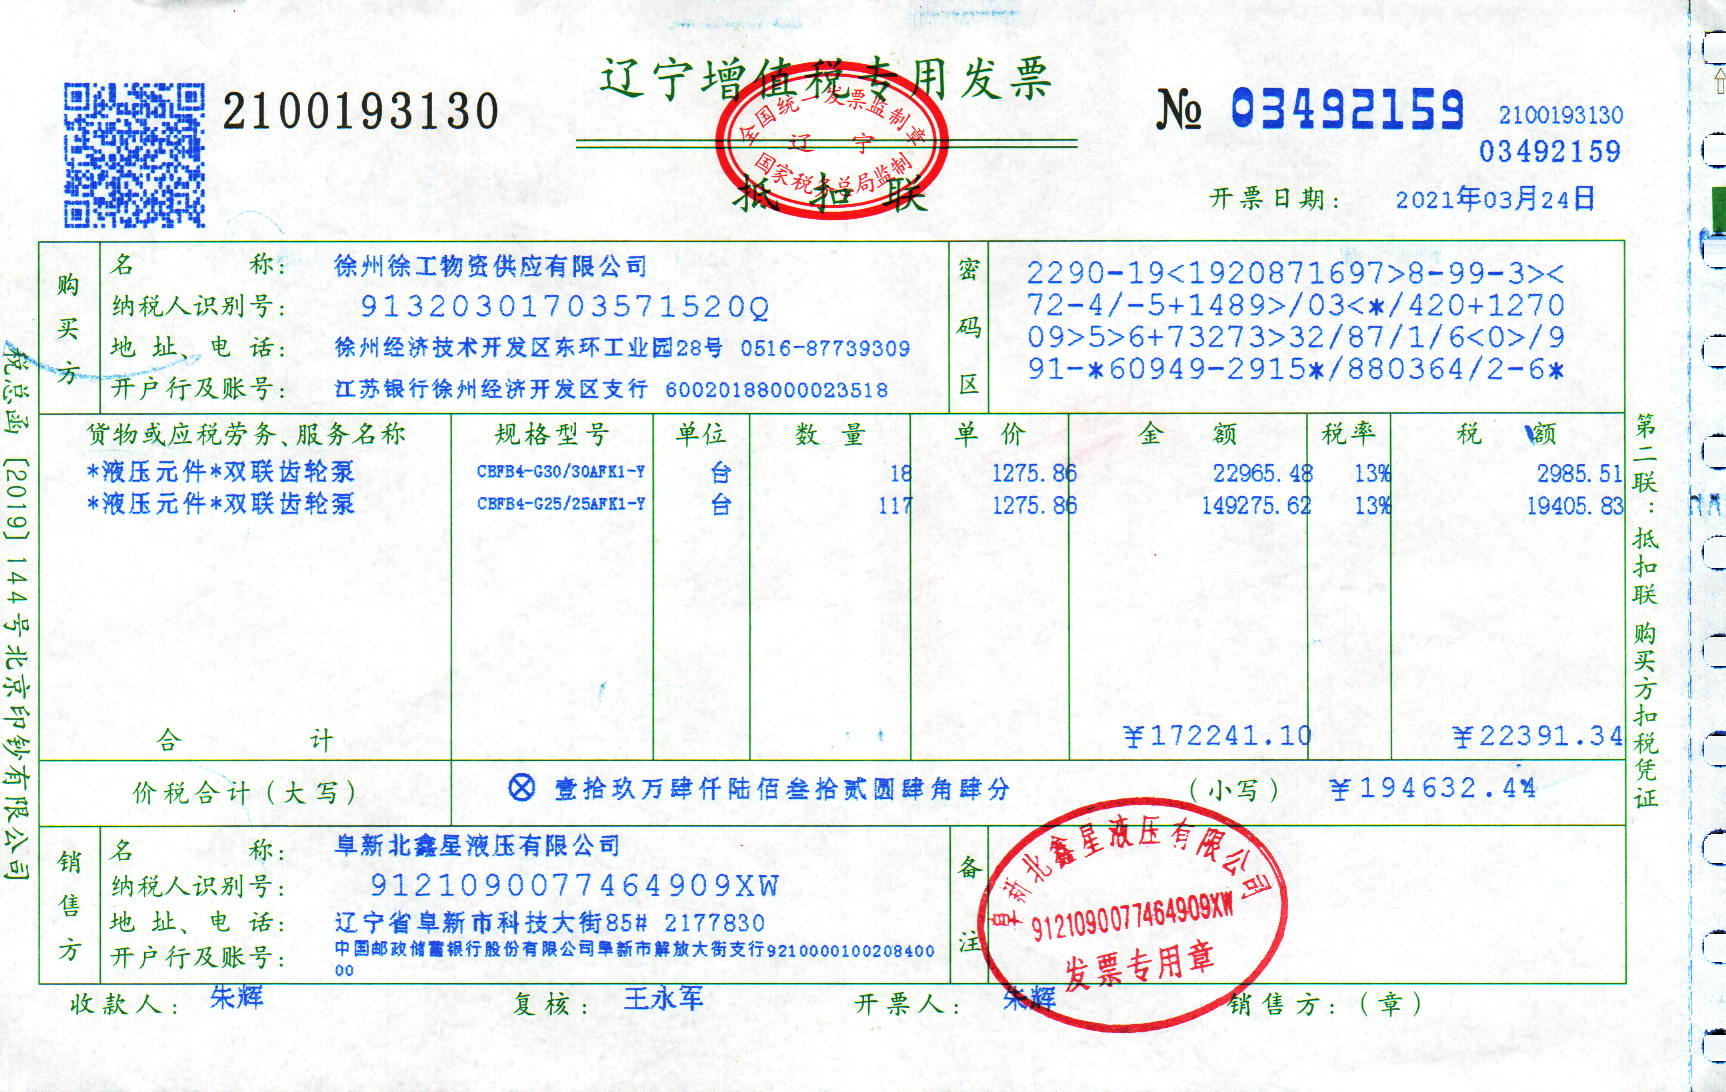 辽宁增值税专用发票
2100193130
№ 03492159
2100193130
03492159
全国统一发票监制章
辽 宁
国家税务总局监制
抵扣联
开票日期: 2021年03月24日
购买方
名 称: 徐州徐工物资供应有限公司
纳税人识别号: 91320301703571520Q
地 址、电 话: 徐州经济技术开发区东环工业园28号 0516-87739309
开户行及账号: 江苏银行徐州经济开发区支行 60020188000023518
密码区
2290-19<1920871697>8-99-3><
72-4/-5+1489>/03<*/420+1270
09>5>6+73273>32/87/1/6<0>/9
91-*60949-2915*/880364/2-6*
货物或应税劳务、服务名称 规格型号 单位 数 量 单 价 金 额 税率 税 额
*液压元件*双联齿轮泵 CBFB4-G30/30AFK1-Y 台 18 1275.86 22965.48 13% 2985.51
*液压元件*双联齿轮泵 CBFB4-G25/25AFK1-Y 台 117 1275.86 149275.62 13% 19405.83
合 计 ¥172241.10 ¥22391.34
价税合计(大写) ⊗ 壹拾玖万肆仟陆佰叁拾贰圆肆角肆分 (小写) ¥194632.44
销售方
名 称: 阜新北鑫星液压有限公司
纳税人识别号: 9121090077464909XW
地 址、电 话: 辽宁省阜新市科技大街85# 2177830
开户行及账号: 中国邮政储蓄银行股份有限公司阜新市解放大街支行9210000100208400
00
备注
阜新北鑫星液压有限公司
9121090077464909XW
发票专用章
收款人: 朱辉 复核: 王永军 开票人: 朱辉 销售方:(章)
税总函〔2019〕144号北京印钞有限公司
第二联:抵扣联 购买方扣税凭证